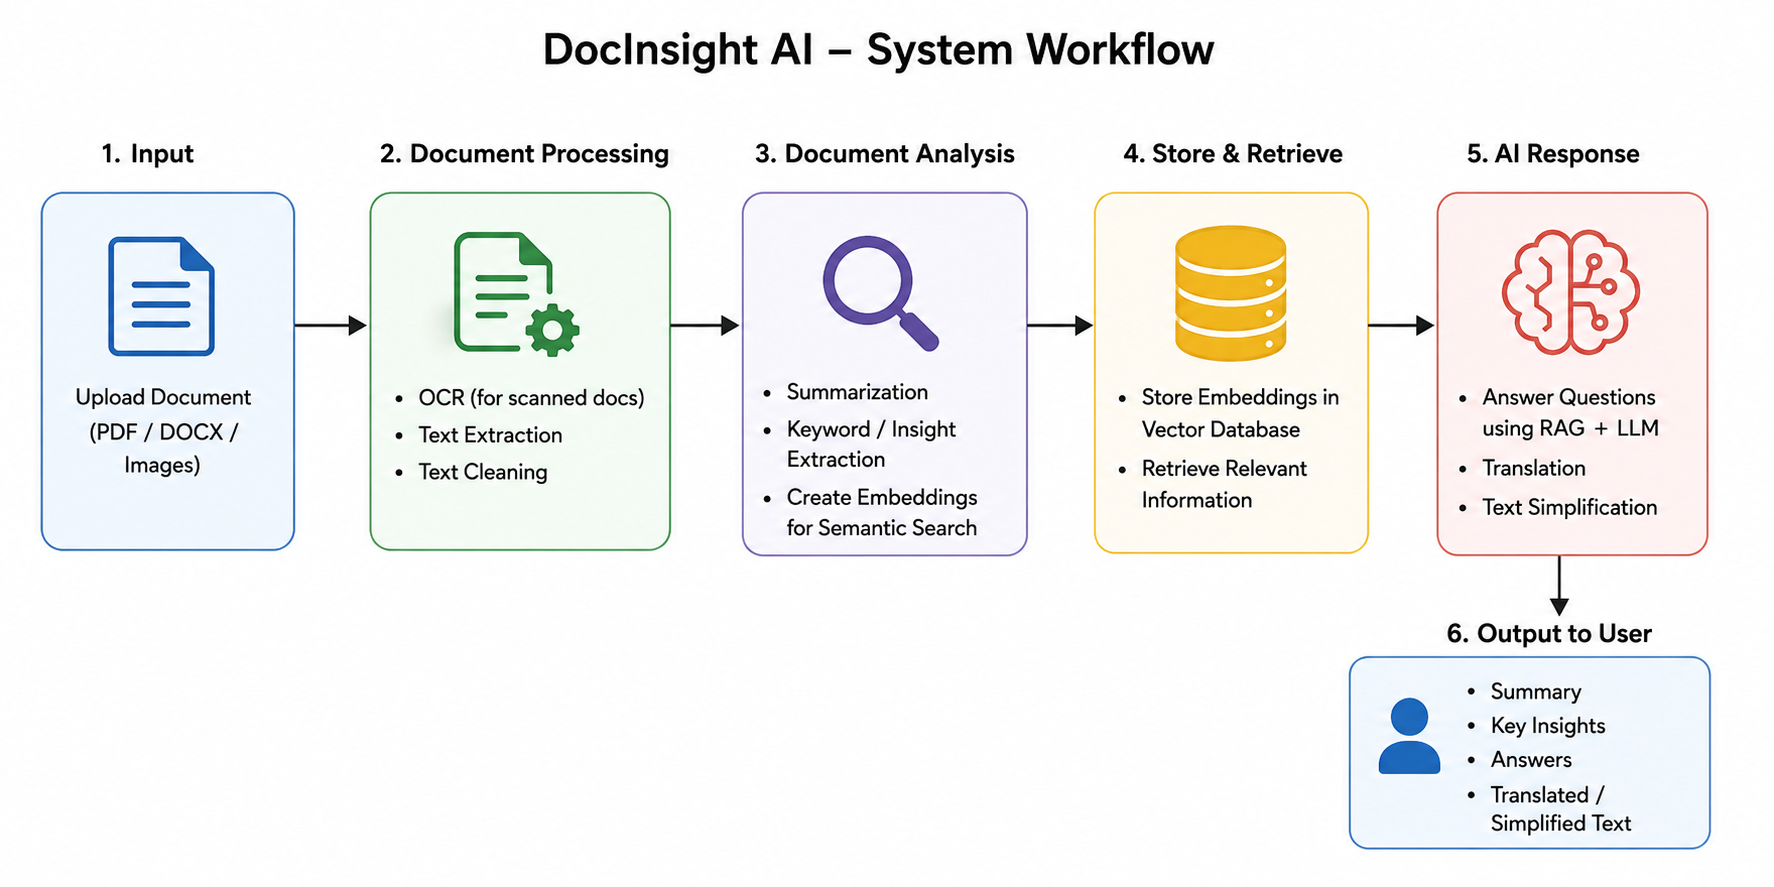 DocInsight AI – System Workflow
1. Input
Upload Document
(PDF / DOCX /
Images)
2. Document Processing
• OCR (for scanned docs)
• Text Extraction
• Text Cleaning
3. Document Analysis
• Summarization
• Keyword / Insight
Extraction
• Create Embeddings
for Semantic Search
4. Store & Retrieve
• Store Embeddings in
Vector Database
• Retrieve Relevant
Information
5. AI Response
• Answer Questions
using RAG + LLM
• Translation
• Text Simplification
6. Output to User
• Summary
• Key Insights
• Answers
• Translated /
Simplified Text